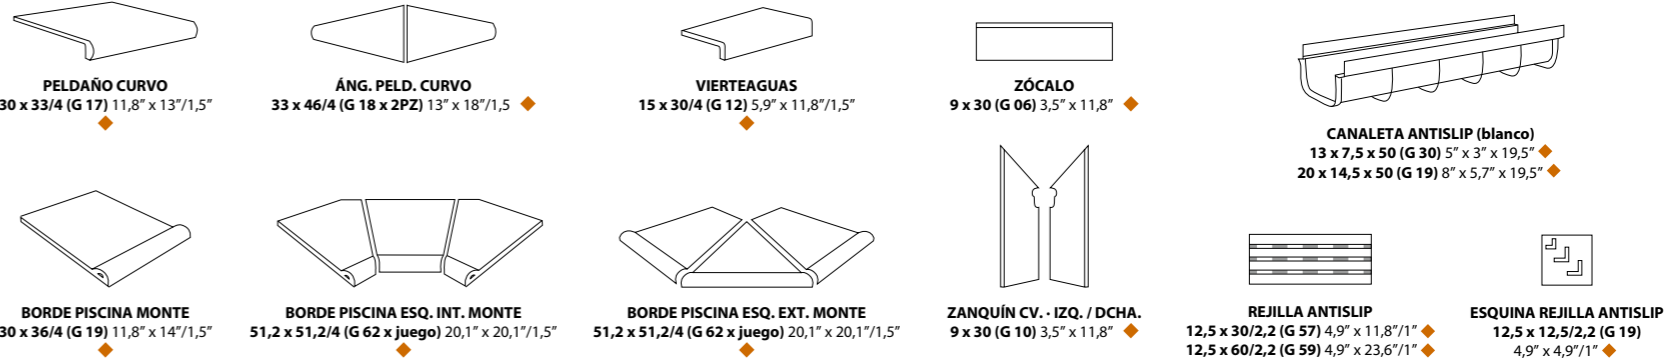 PELDAÑO CURVO
30 x 33/4 (G 17) 11,8” x 13”/1,5”
ÁNG. PELD. CURVO
33 x 46/4 (G 18 x 2PZ) 13” x 18”/1,5
VIERTEAGUAS
15 x 30/4 (G 12) 5,9” x 11,8”/1,5”
ZÓCALO
9 x 30 (G 06) 3,5” x 11,8”
CANALETA ANTISLIP (blanco)
13 x 7,5 x 50 (G 30) 5” x 3” x 19,5”
20 x 14,5 x 50 (G 19) 8” x 5,7” x 19,5”
BORDE PISCINA MONTE
30 x 36/4 (G 19) 11,8” x 14”/1,5”
BORDE PISCINA ESQ. INT. MONTE
51,2 x 51,2/4 (G 62 x juego) 20,1” x 20,1”/1,5”
BORDE PISCINA ESQ. EXT. MONTE
51,2 x 51,2/4 (G 62 x juego) 20,1” x 20,1”/1,5”
ZANQUÍN CV. · IZQ. / DCHA.
9 x 30 (G 10) 3,5” x 11,8”
REJILLA ANTISLIP
12,5 x 30/2,2 (G 57) 4,9” x 11,8”/1”
12,5 x 60/2,2 (G 59) 4,9” x 23,6”/1”
ESQUINA REJILLA ANTISLIP
12,5 x 12,5/2,2 (G 19)
4,9” x 4,9”/1”